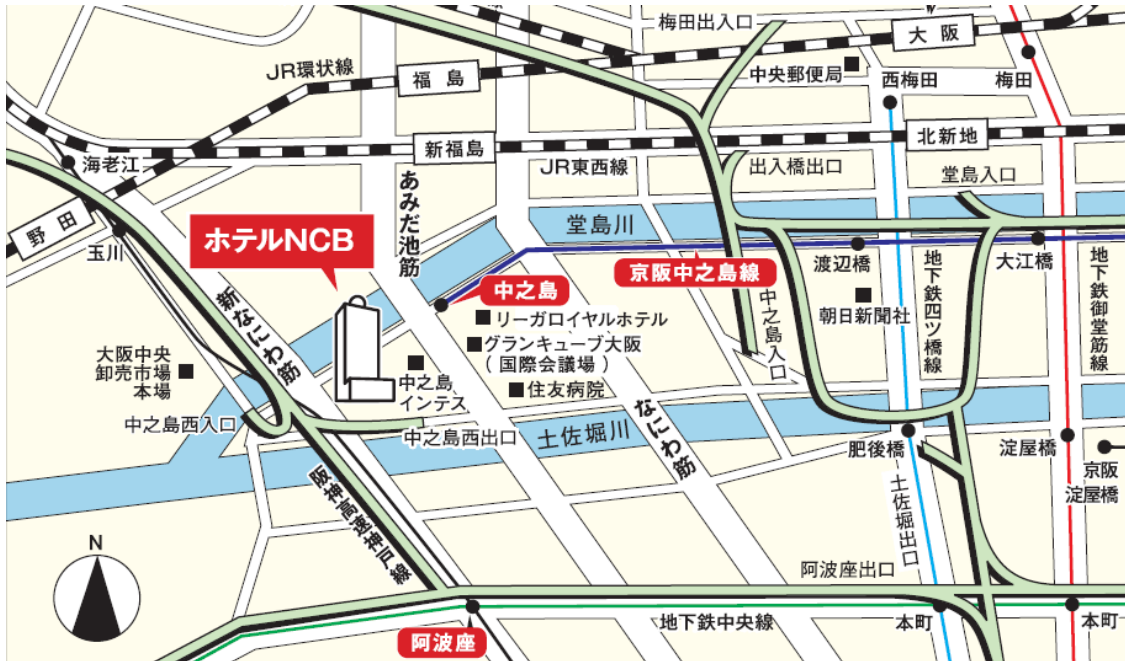 梅田出入口
大阪
JR環状線
福島
中央郵便局
西梅田
梅田
海老江
新福島
北新地
JR東西線
出入橋出口
堂島入口
野田
玉川
ホテルNCB
あみだ池筋
堂島川
京阪中之島線
渡辺橋
大江橋
地下鉄四ツ橋線
地下鉄御堂筋線
中之島
中之島入口
朝日新聞社
新なにわ筋
リーガロイヤルホテル
グランキューブ大阪
(国際会議場)
大阪中央
卸売市場
本場
中之島
インテス
住友病院
なにわ筋
中之島西入口
中之島西出口
土佐堀川
肥後橋
淀屋橋
京阪
淀屋橋
阪神高速神戸線
土佐堀出口
N
阿波座出口
阿波座
地下鉄中央線
本町
本町